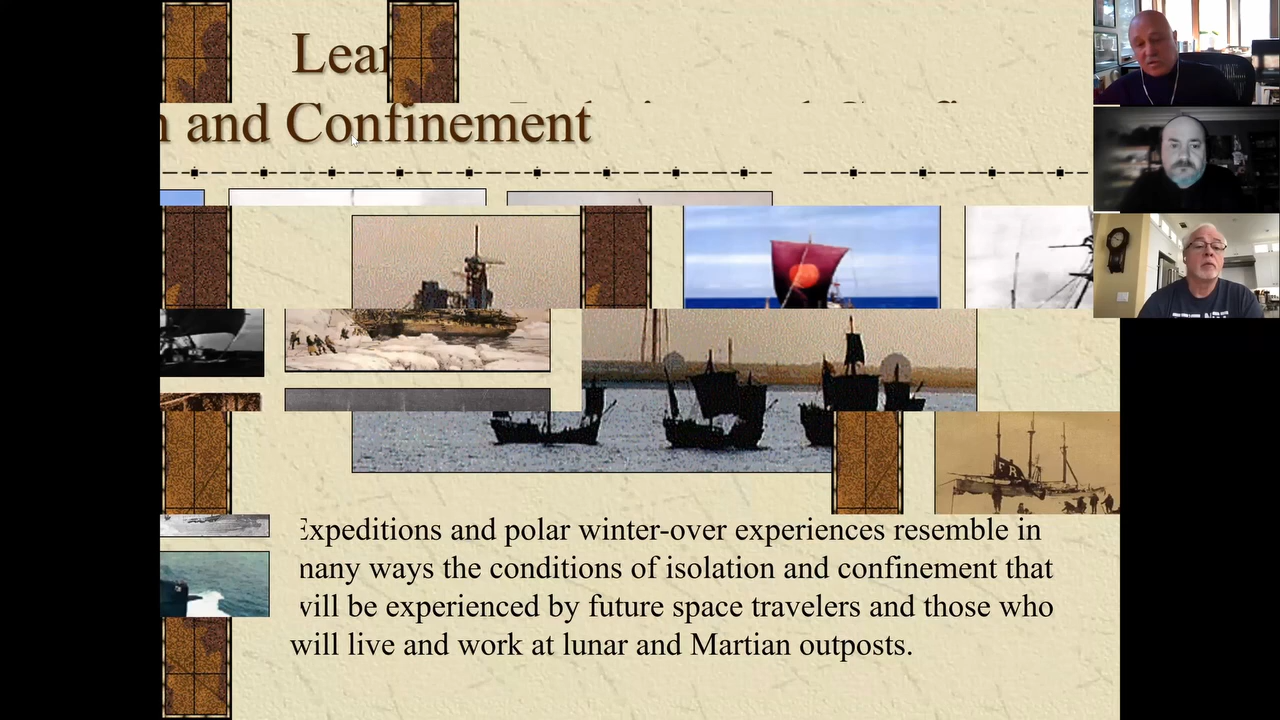 Lear
n and Confinement
FR
Expeditions and polar winter-over experiences resemble in
many ways the conditions of isolation and confinement that
will be experienced by future space travelers and those who
will live and work at lunar and Martian outposts.